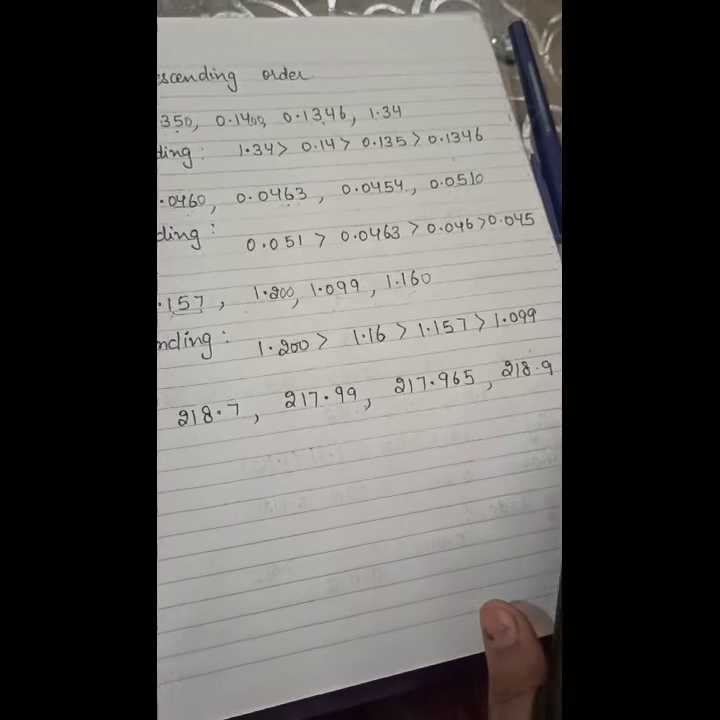 escending order.
350, 0.1400, 0.1346, 1.34
ding: 1.34> 0.14> 0.135>0.1346
.0460, 0.0463, 0.0454, 0.0510
ding: 0.051 > 0.0463 > 0.046>0.045
.157, 1.200, 1.099, 1.160
nding: 1.200> 1.16> 1.157> 1.099
218.7, 217.99, 217.965, 218.9